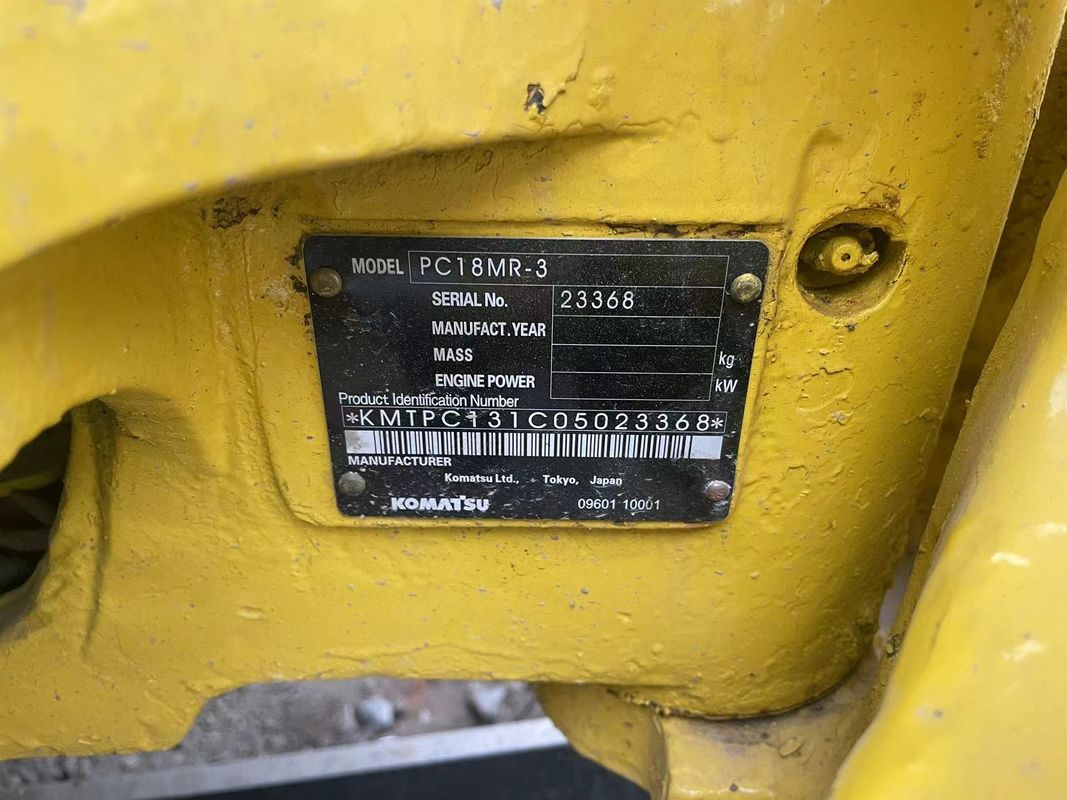 MODEL PC18MR-3
SERIAL No. 23368
MANUFACT. YEAR
MASS kg
ENGINE POWER kW
Product Identification Number
*KMTPC131C05023368*
MANUFACTURER
Komatsu Ltd., Tokyo, Japan
KOMATSU 09601 10001